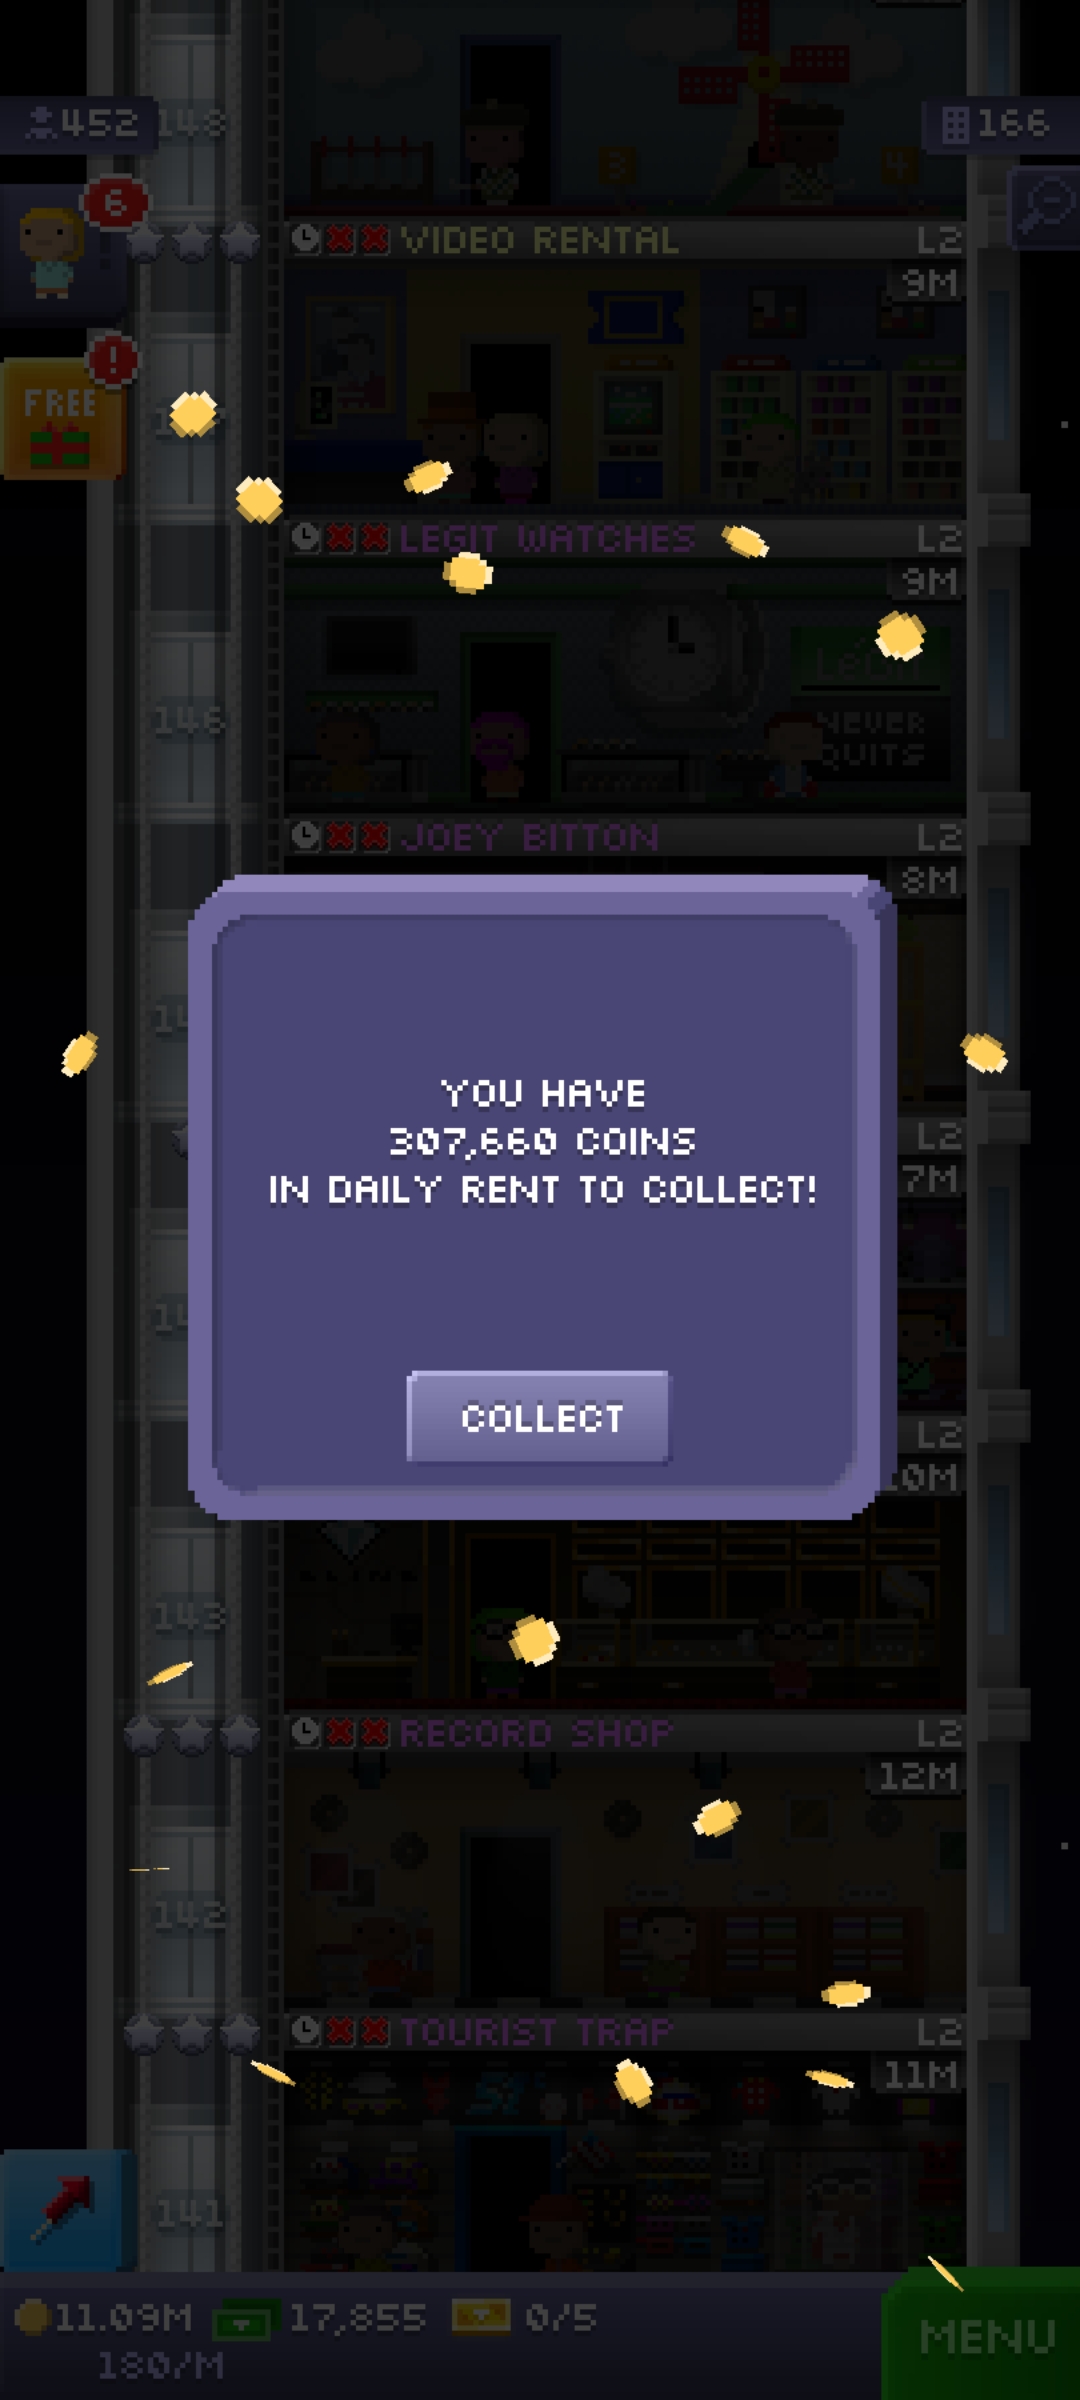 452
148
166
6
3
4
VIDEO RENTAL L2
9M
!
FREE
LEGIT WATCHES L2
9M
146
NEVER
QUITS
JOEY BITTON L2
8M
YOU HAVE
307,660 COINS
IN DAILY RENT TO COLLECT!
L2
7M
COLLECT
L2
143
RECORD SHOP L2
12M
142
TOURIST TRAP L2
11M
141
11.09M 17,855 0/5
180/M
MENU